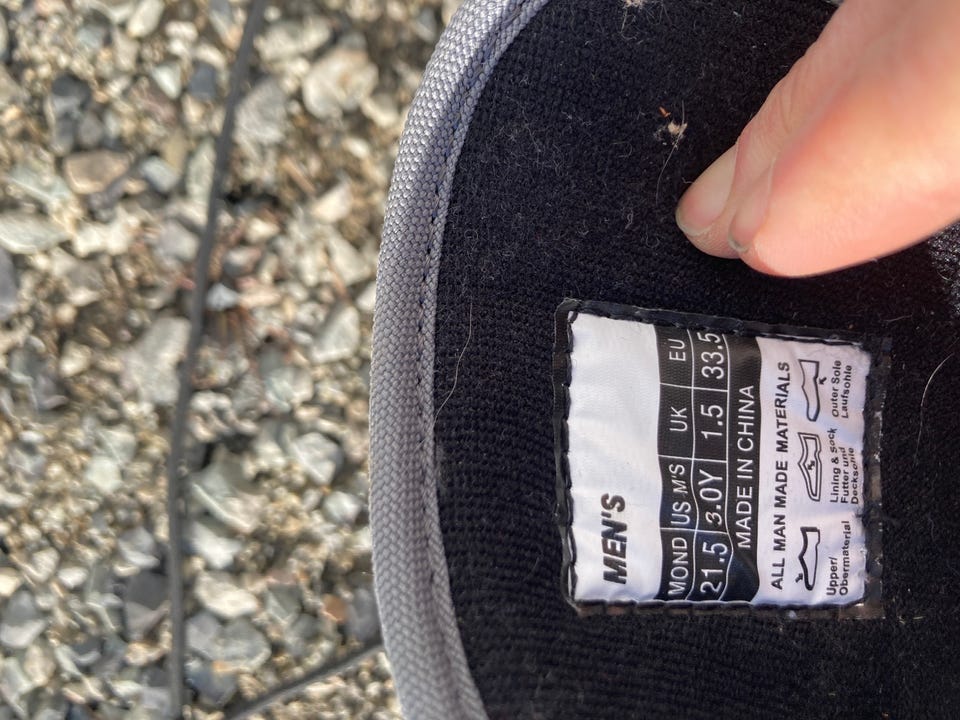 MEN'S
MOND US M'S UK EU
21.5 3.0Y 1.5 33.5
MADE IN CHINA
ALL MAN MADE MATERIALS
Upper/
Obermaterial
Lining & Sock
Futter und
Decksohle
Outer Sole
Laufsohle